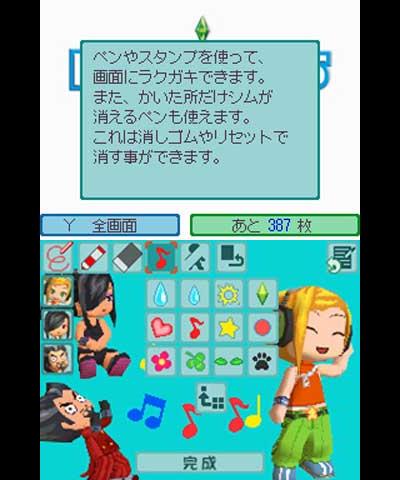 ペンやスタンプを使って、
画面にラクガキできます。
また、かいた所だけシムが
消えるペンも使えます。
これは消しゴムやリセットで
消す事ができます。
Y 全画面
あと 387 枚
完成